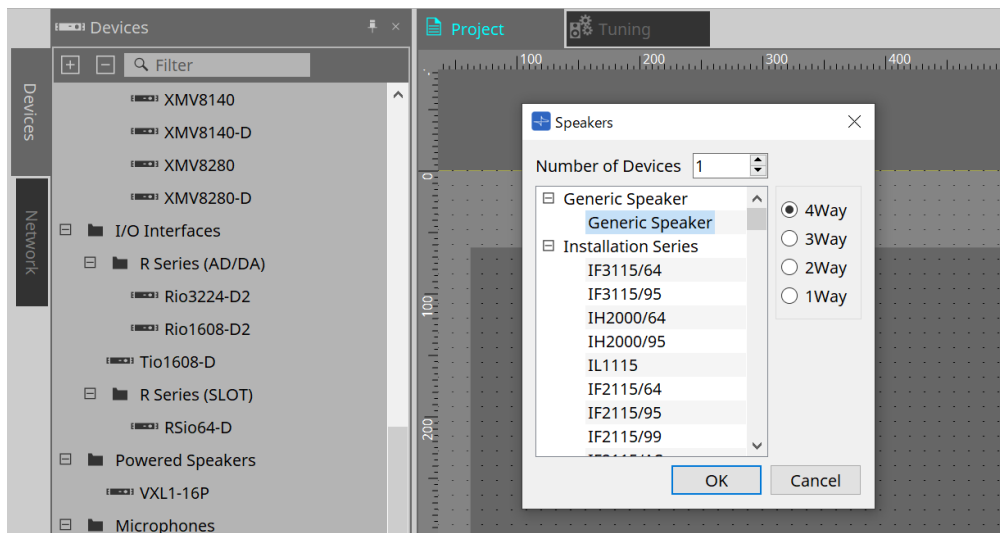 Devices
Project
Tuning
Filter
Devices
Network
XMV8140
XMV8140-D
XMV8280
XMV8280-D
I/O Interfaces
R Series (AD/DA)
Rio3224-D2
Rio1608-D2
Tio1608-D
R Series (SLOT)
RSio64-D
Powered Speakers
VXL1-16P
Microphones
100
200
300
400
0
100
200
Speakers
Number of Devices 1
Generic Speaker
Generic Speaker
Installation Series
IF3115/64
IF3115/95
IH2000/64
IH2000/95
IL1115
IF2115/64
IF2115/95
IF2115/99
4Way
3Way
2Way
1Way
OK
Cancel